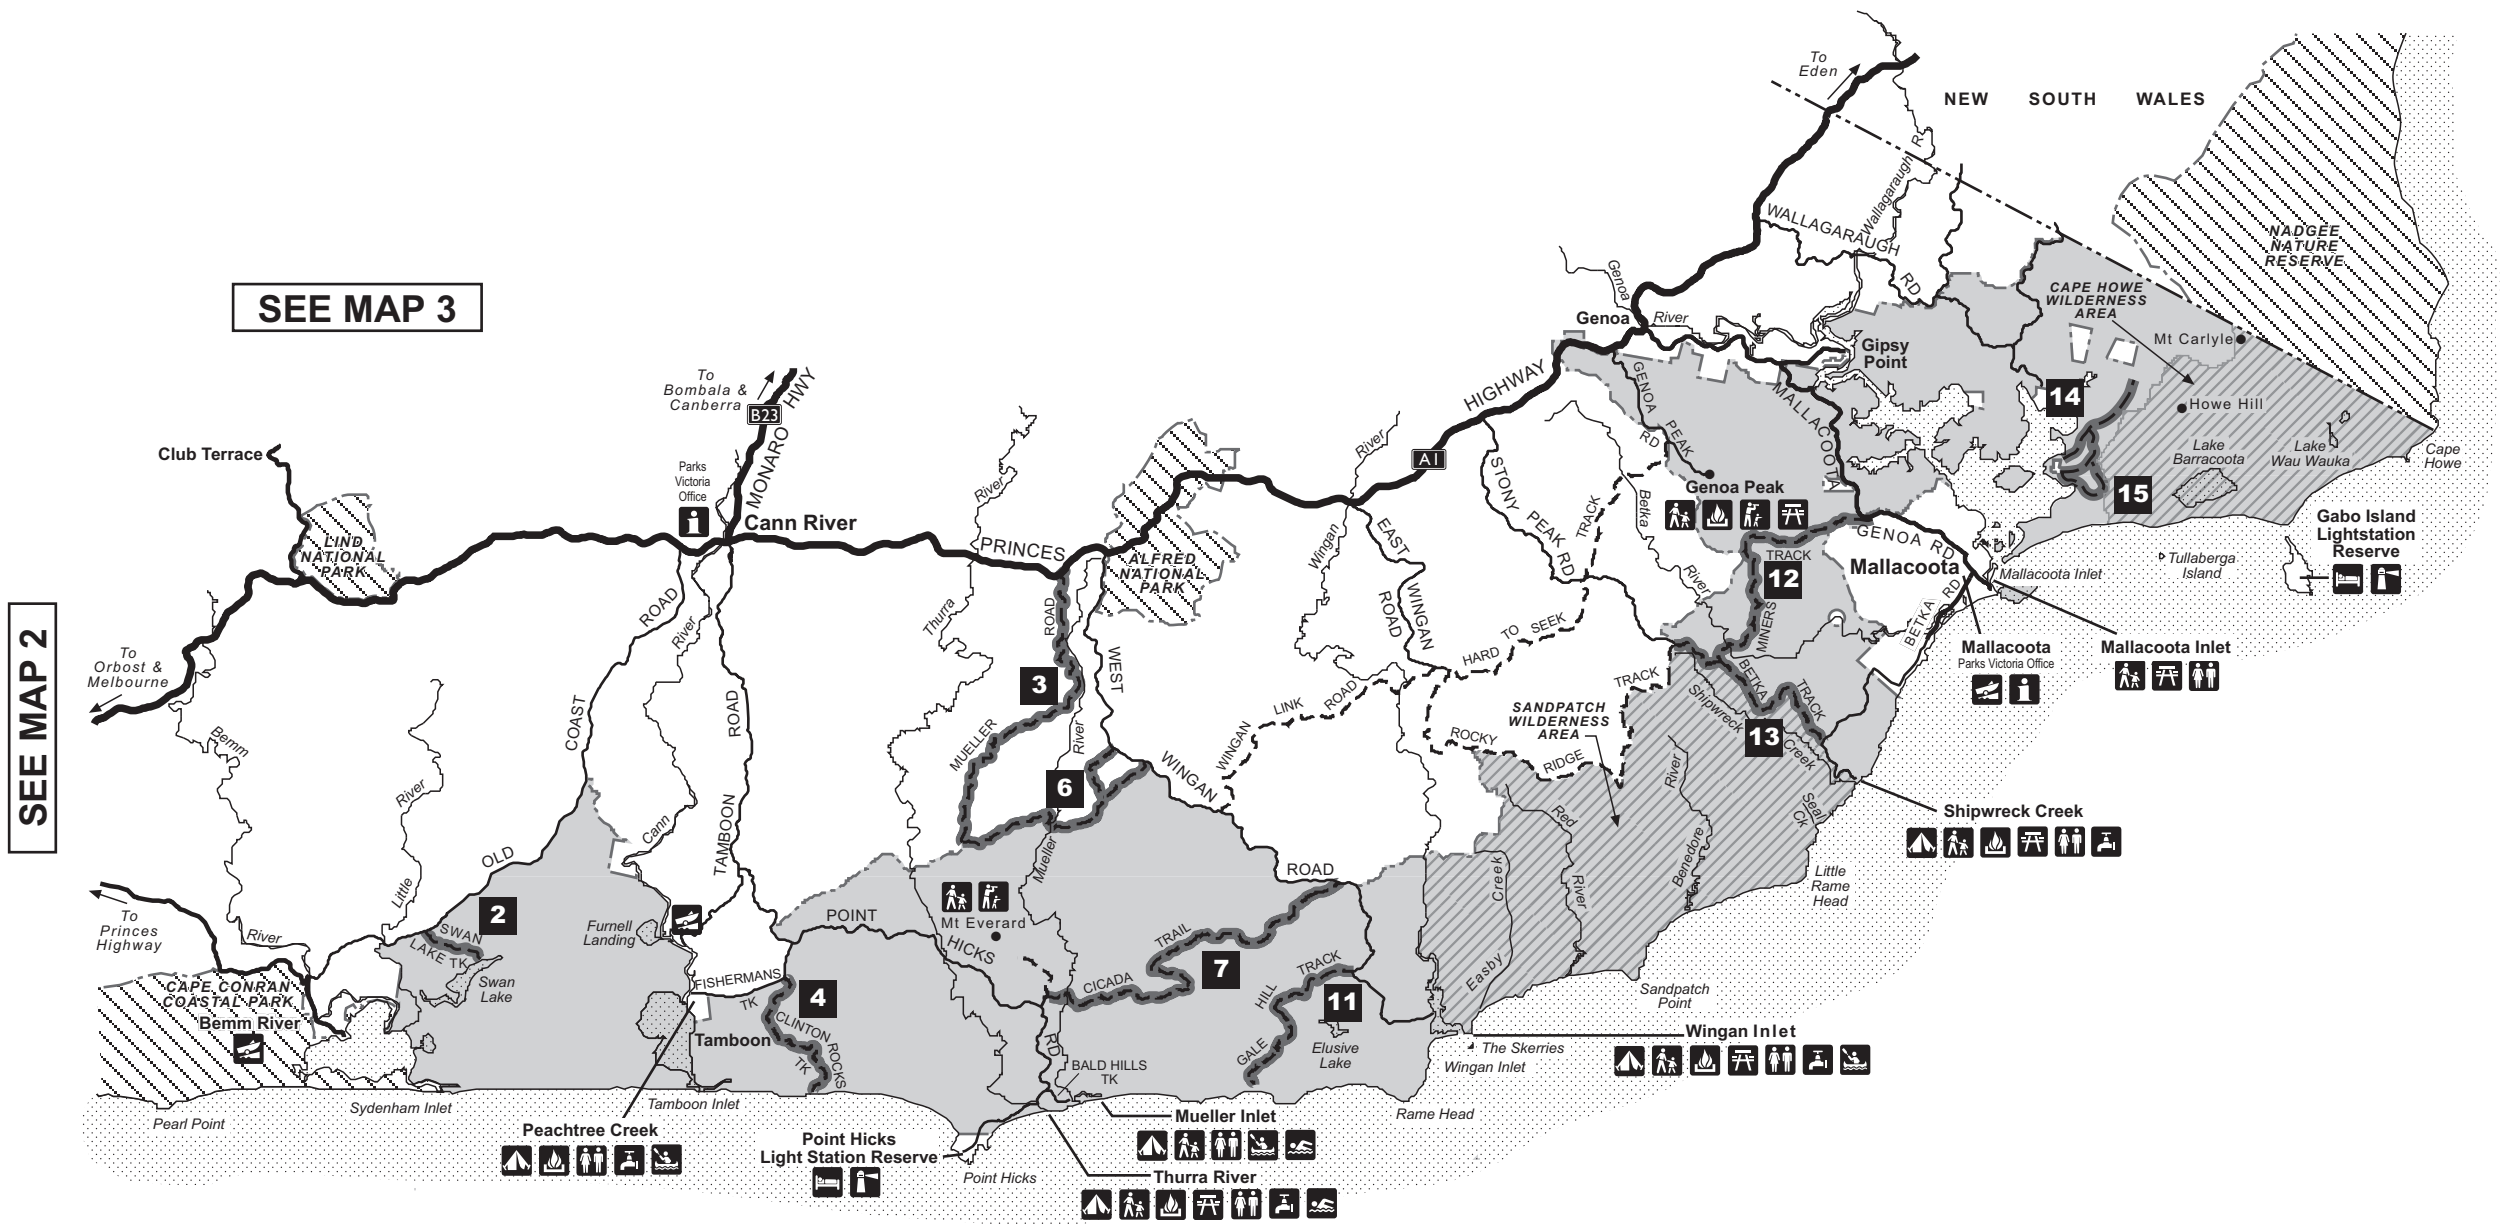 To
Eden
NEW SOUTH WALES
Wallagaraugh R
WALLAGARAUGH
RD
NADGEE
NATURE
RESERVE
CAPE HOWE
WILDERNESS
AREA
SEE MAP 3
Genoa
Genoa
River
Gipsy
Point
Mt Carlyle
To
Bombala &
Canberra
B23
MONARO HWY
HIGHWAY
GENOA
PEAK
RD
MALLACOOTA
14
Howe Hill
Club Terrace
Parks
Victoria
Office
River
River
A1
Lake
Barracoota
Lake
Wau Wauka
Cape
Howe
STONY
PEAK RD
TRACK
Betka
River
Genoa Peak
15
Cann River
PRINCES
EAST
WINGAN
ROAD
Wingan
GENOA RD
Gabo Island
Lightstation
Reserve
LIND
NATIONAL
PARK
ALFRED
NATIONAL
PARK
TRACK
12
MINERS
Mallacoota
Mallacoota Inlet
Tullaberga
Island
ROAD
River
Thurra
ROAD
HARD
TO SEEK
BETKA RD
SEE MAP 2
To
Orbost &
Melbourne
Mallacoota
Parks Victoria Office
Mallacoota Inlet
3
WEST
TRACK
BETKA
TRACK
Shipwreck
Creek
13
COAST
ROAD
WINGAN
LINK
ROAD
SANDPATCH
WILDERNESS
AREA
Bemm
River
MUELLER
River
ROCKY
RIDGE
6
WINGAN
River
Benedore
Seal
Ck
Shipwreck Creek
OLD
Cann
TAMBOON
Mueller
ROAD
Red
River
Creek
Easby
Little
Rame
Head
Little
2
To
Princes
Highway
River
SWAN
LAKE TK
Furnell
Landing
POINT
HICKS
Mt Everard
TRAIL
7
TRACK
Swan
Lake
CAPE CONRAN
COASTAL PARK
FISHERMANS
TK
4
CICADA
HILL
11
Sandpatch
Point
Bemm River
Tamboon
CLINTON ROCKS
TK
RD
GALE
Elusive
Lake
Wingan Inlet
The Skerries
Wingan Inlet
BALD HILLS
TK
Pearl Point
Sydenham Inlet
Tamboon Inlet
Rame Head
Mueller Inlet
Peachtree Creek
Point Hicks
Light Station Reserve
Point Hicks
Thurra River